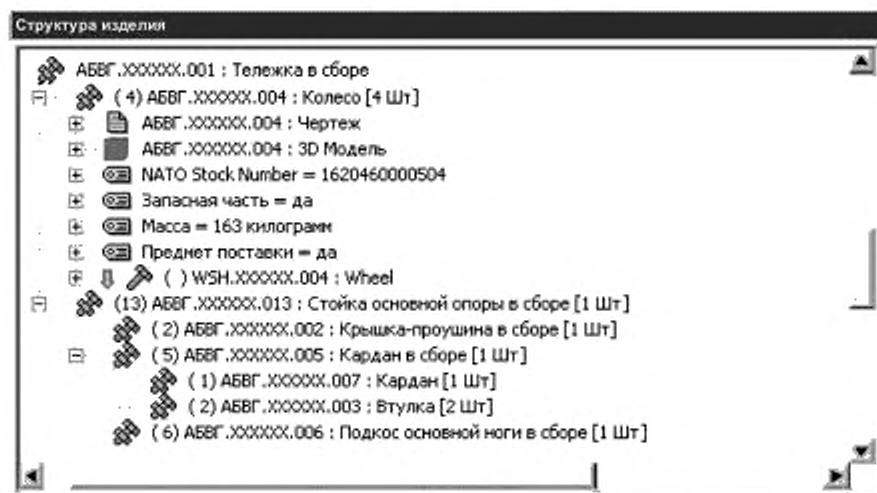 Структура изделия
АБВГ.XXXXXX.001 : Тележка в сборе
( 4) АБВГ.XXXXXX.004 : Колесо [4 Шт]
АБВГ.XXXXXX.004 : Чертеж
АБВГ.XXXXXX.004 : 3D Модель
NATO Stock Number = 1620460000504
Запасная часть = да
Масса = 163 килограмм
Предмет поставки = да
( ) WSH.XXXXXX.004 : Wheel
(13) АБВГ.XXXXXX.013 : Стойка основной опоры в сборе [1 Шт]
( 2) АБВГ.XXXXXX.002 : Крышка-проушина в сборе [1 Шт]
( 5) АБВГ.XXXXXX.005 : Кардан в сборе [1 Шт]
( 1) АБВГ.XXXXXX.007 : Кардан [1 Шт]
( 2) АБВГ.XXXXXX.003 : Втулка [2 Шт]
( 6) АБВГ.XXXXXX.006 : Подкос основной ноги в сборе [1 Шт]